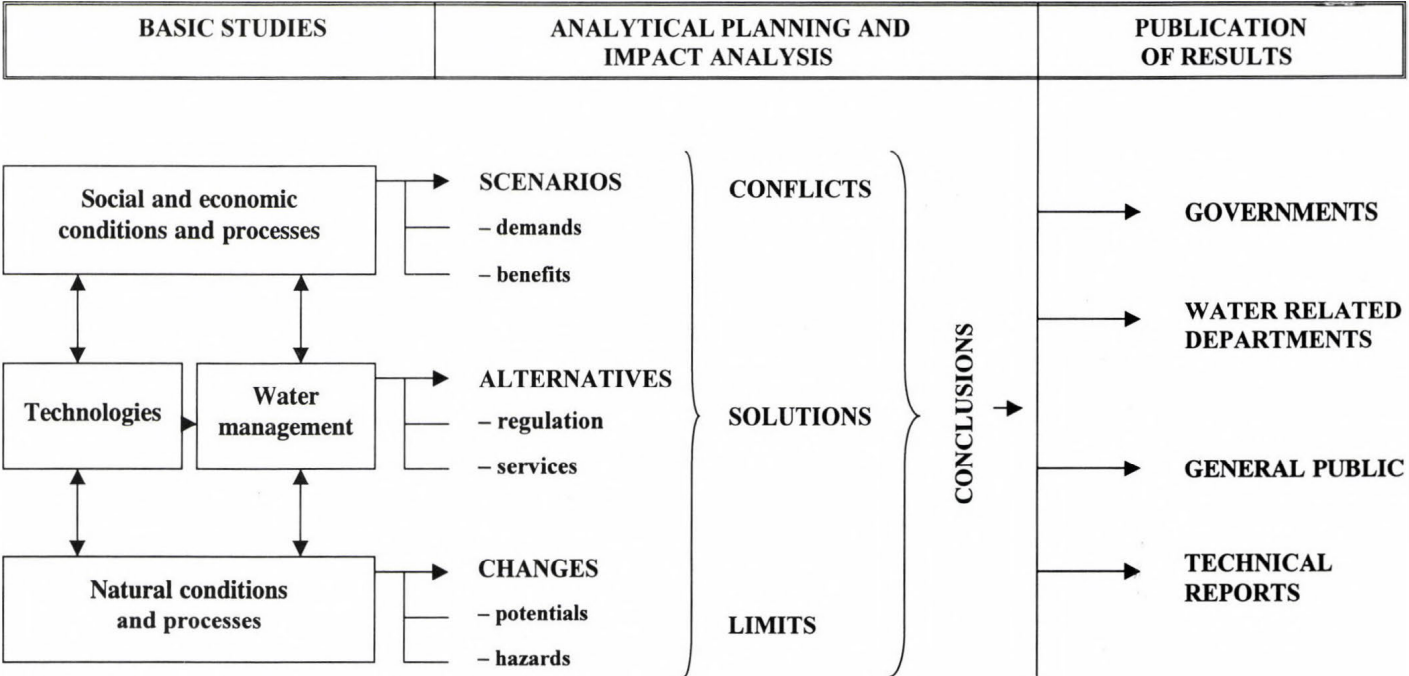 BASIC STUDIES
ANALYTICAL PLANNING AND
IMPACT ANALYSIS
PUBLICATION
OF RESULTS
Social and economic
conditions and processes
Technologies
Water
management
Natural conditions
and processes
SCENARIOS
– demands
– benefits
ALTERNATIVES
– regulation
– services
CHANGES
– potentials
– hazards
CONFLICTS
SOLUTIONS
LIMITS
CONCLUSIONS
GOVERNMENTS
WATER RELATED
DEPARTMENTS
GENERAL PUBLIC
TECHNICAL
REPORTS